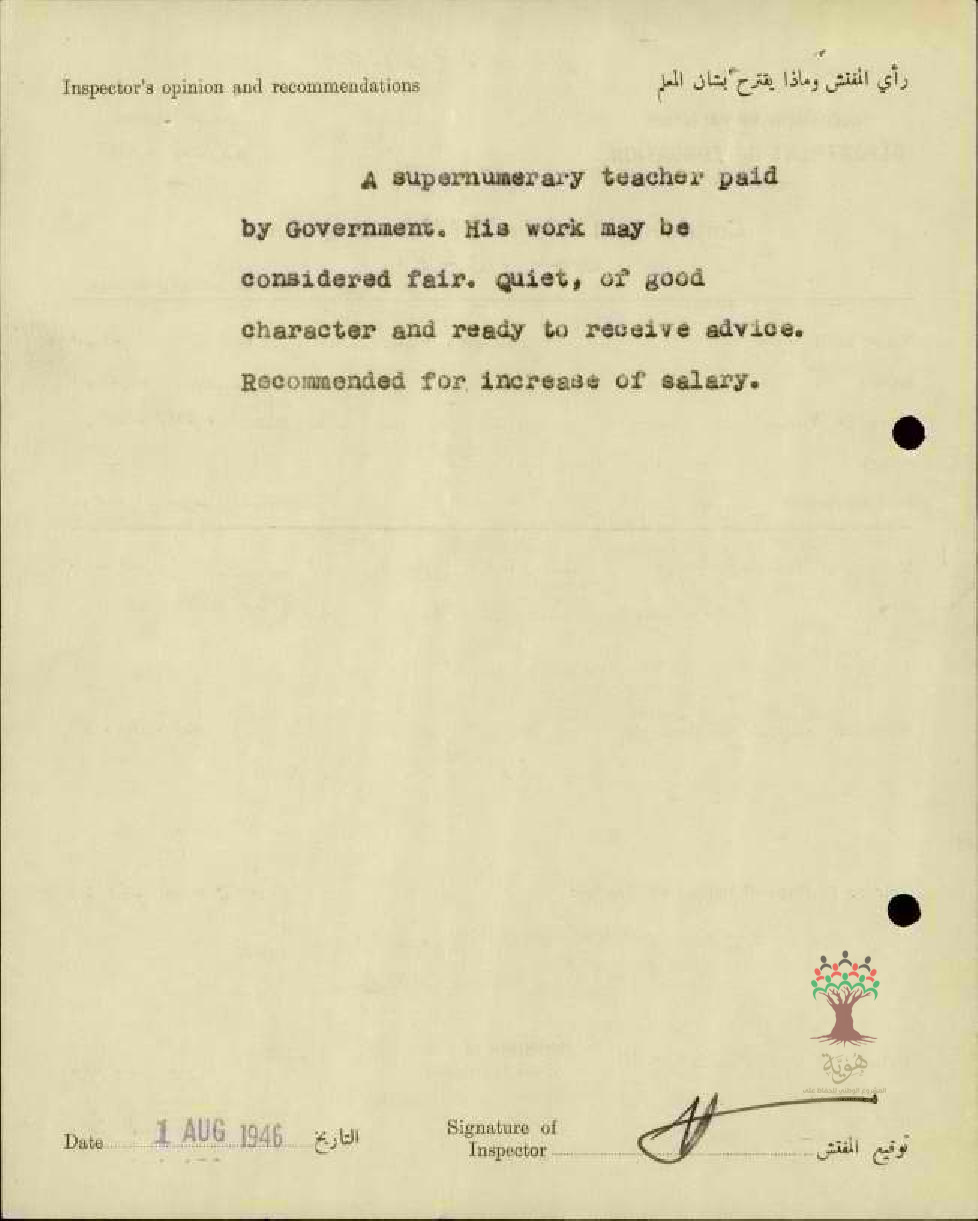 Inspector's opinion and recommendations
رأي المفتش وماذا يقترح بشان المعلم
A supernumerary teacher paid
by Government. His work may be
considered fair. Quiet, of good
character and ready to receive advice.
Recommended for increase of salary.
هوية
Date 1 AUG 1946 التاريخ
Signature of
Inspector توقيع المفتش